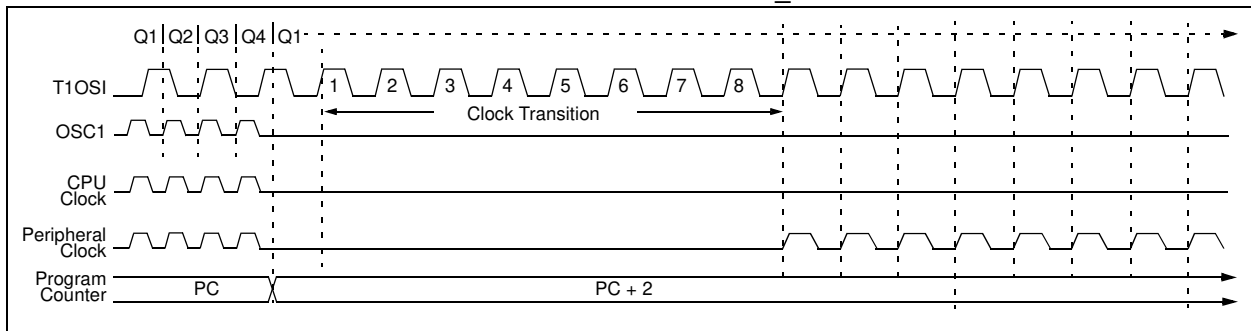 Q1 Q2 Q3 Q4 Q1
T1OSI
1 2 3 4 5 6 7 8
Clock Transition
OSC1
CPU
Clock
Peripheral
Clock
Program
Counter
PC PC + 2